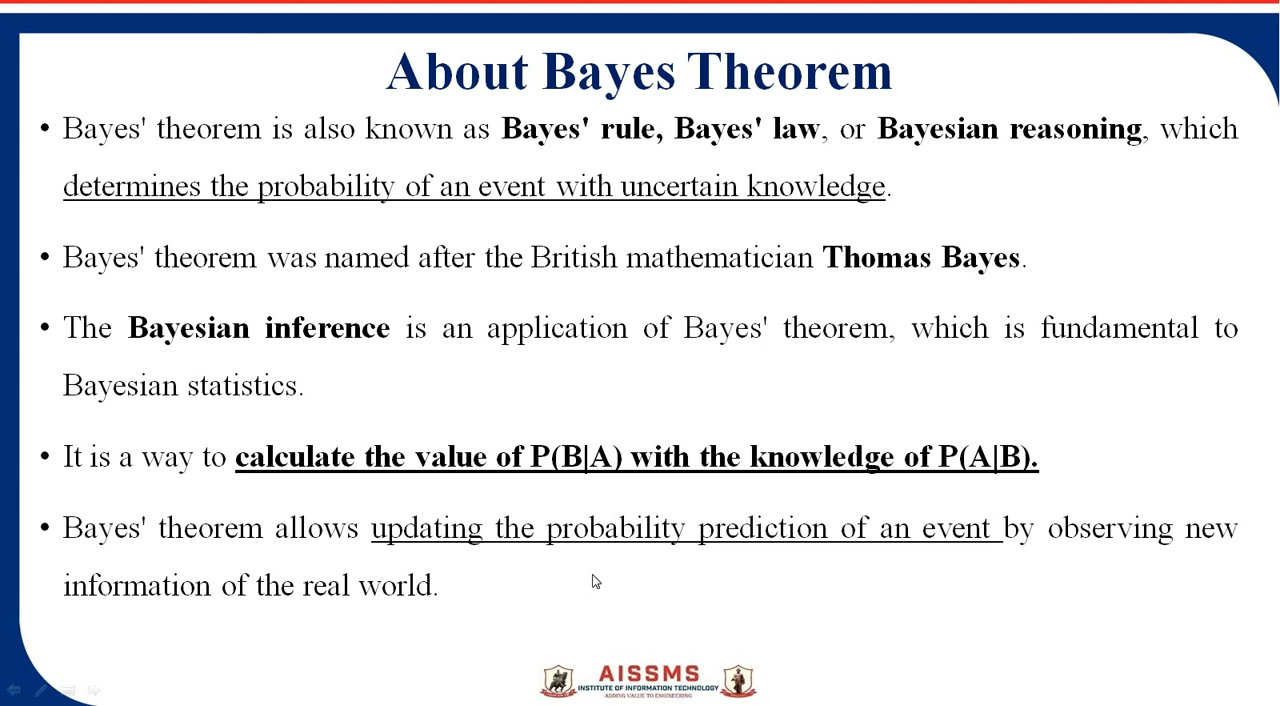 About Bayes Theorem
• Bayes' theorem is also known as Bayes' rule, Bayes' law, or Bayesian reasoning, which
determines the probability of an event with uncertain knowledge.
• Bayes' theorem was named after the British mathematician Thomas Bayes.
• The Bayesian inference is an application of Bayes' theorem, which is fundamental to
Bayesian statistics.
• It is a way to calculate the value of P(B|A) with the knowledge of P(A|B).
• Bayes' theorem allows updating the probability prediction of an event by observing new
information of the real world.
AISSMS
INSTITUTE OF INFORMATION TECHNOLOGY
ADDING VALUE TO ENGINEERING